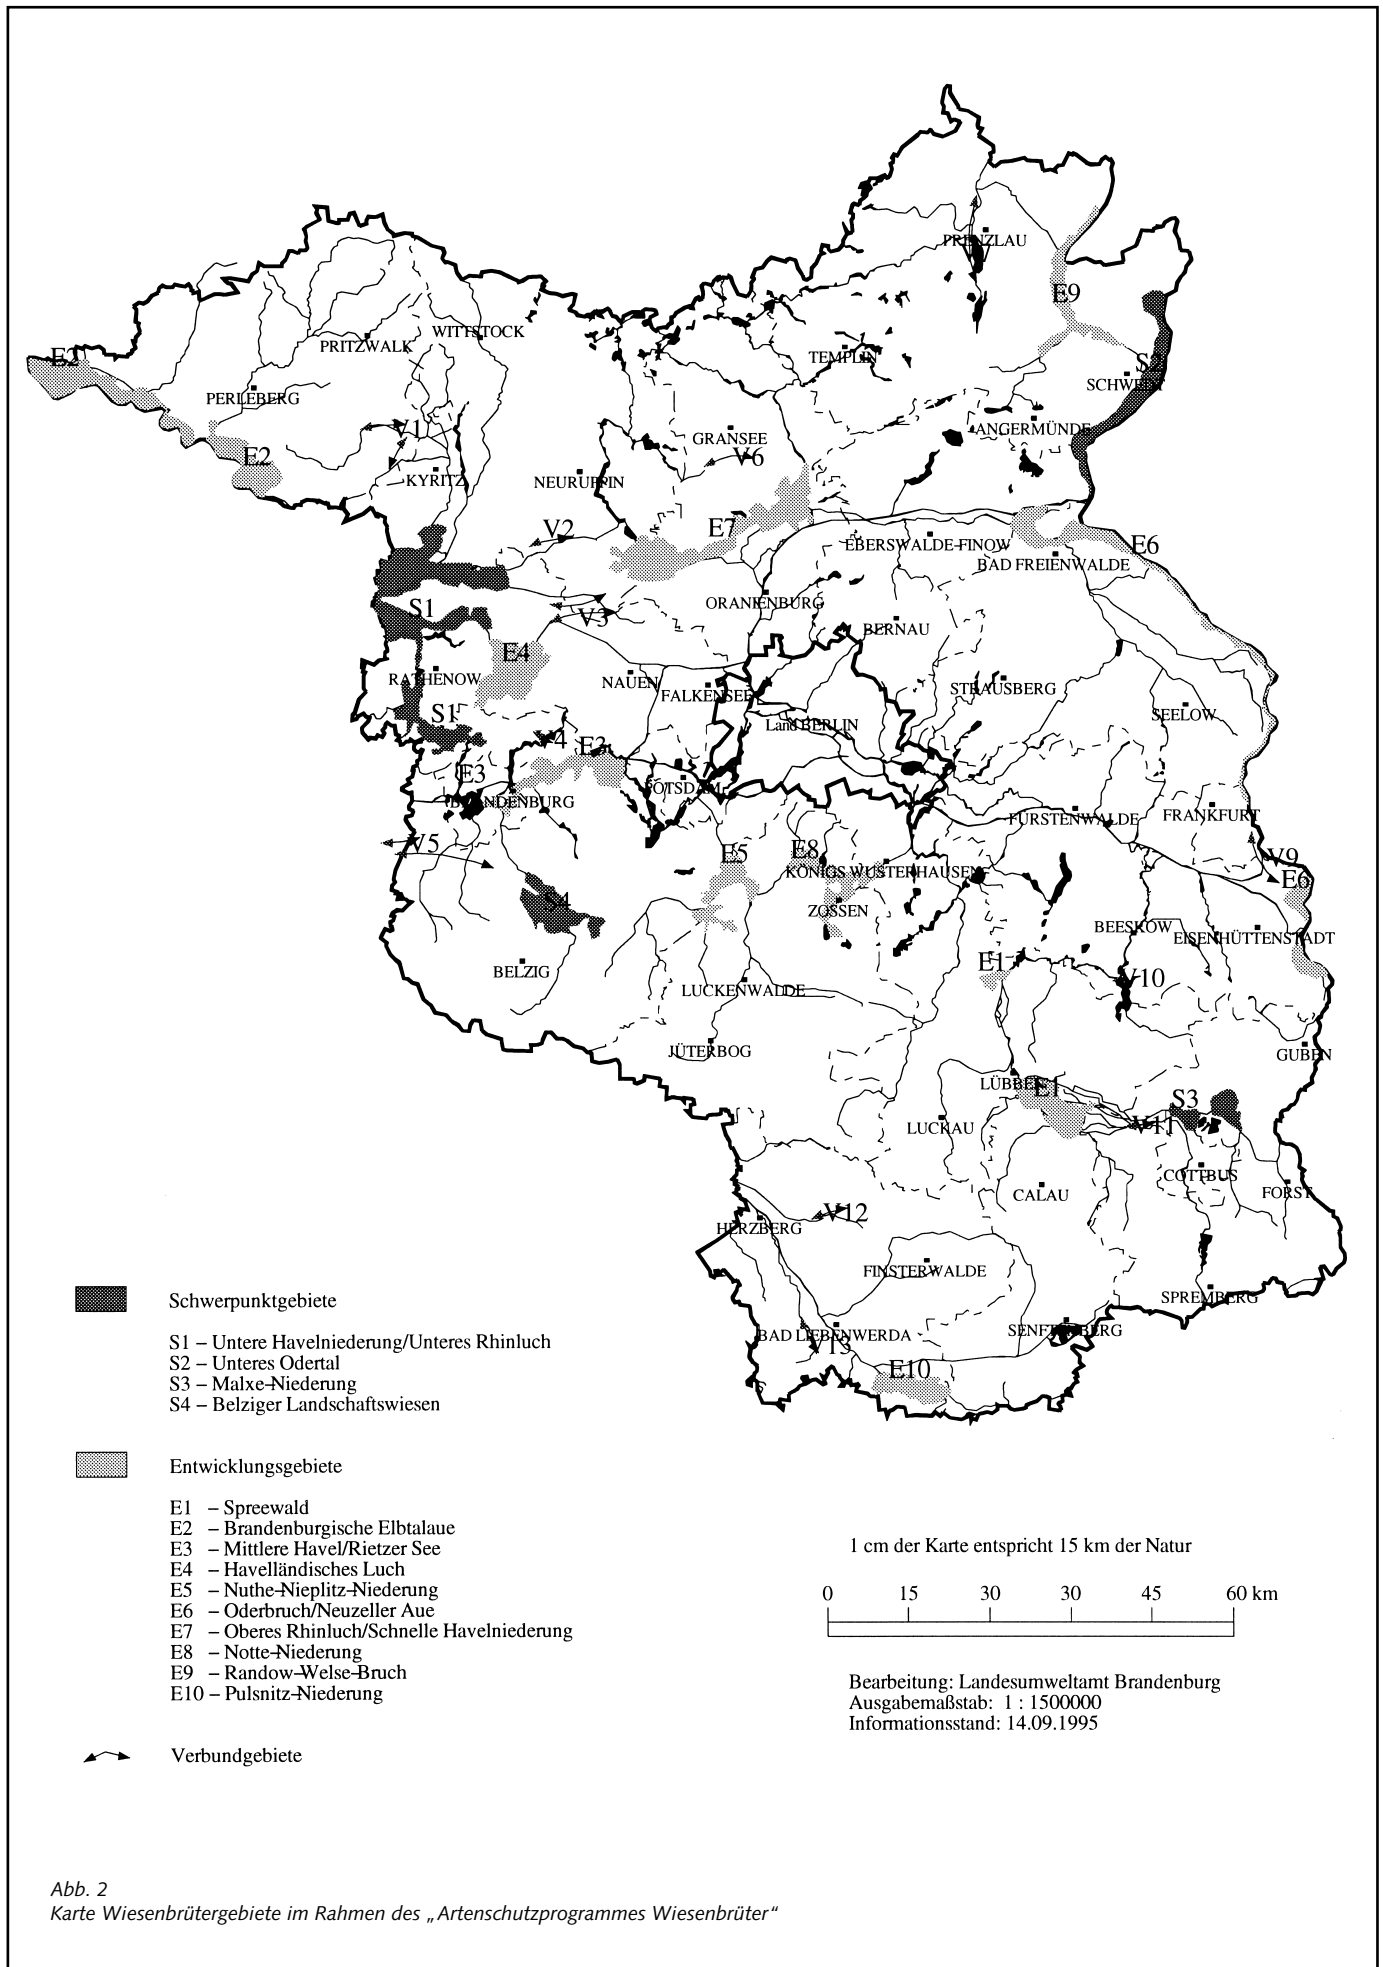 PRENZLAU
E9
WITTSTOCK
PRITZWALK
E2
TEMPLIN
S2
SCHWEDT
PERLEBERG
V1
GRANSEE
ANGERMÜNDE
E2
V6
KYRITZ
NEURUPPIN
V2
E7
EBERSWALDE-FINOW
E6
BAD FREIENWALDE
S1
V3
ORANIENBURG
BERNAU
E4
RATHENOW
NAUEN
FALKENSEE
STRAUSBERG
S1
Land BERLIN
SEELOW
V4
E3
E3
POTSDAM
BRANDENBURG
FÜRSTENWALDE
FRANKFURT
V5
E5
E8
V9
KÖNIGS WUSTERHAUSEN
E6
S4
ZOSSEN
BEESKOW
EISENHÜTTENSTADT
BELZIG
E1
V10
LUCKENWALDE
JÜTERBOG
GUBEN
LÜBBEN
E1
S3
LUCKAU
V11
COTTBUS
CALAU
FORST
V12
HERZBERG
FINSTERWALDE
SPREMBERG
BAD LIEBENWERDA
SENFTENBERG
V13
E10
Schwerpunktgebiete
S1 – Untere Havelniederung/Unteres Rhinluch
S2 – Unteres Odertal
S3 – Malxe-Niederung
S4 – Belziger Landschaftswiesen
Entwicklungsgebiete
E1 – Spreewald
E2 – Brandenburgische Elbtalaue
E3 – Mittlere Havel/Rietzer See
E4 – Havelländisches Luch
E5 – Nuthe-Nieplitz-Niederung
E6 – Oderbruch/Neuzeller Aue
E7 – Oberes Rhinluch/Schnelle Havelniederung
E8 – Notte-Niederung
E9 – Randow-Welse-Bruch
E10 – Pulsnitz-Niederung
Verbundgebiete
1 cm der Karte entspricht 15 km der Natur
0 15 30 30 45 60 km
Bearbeitung: Landesumweltamt Brandenburg
Ausgabemaßstab: 1 : 1500000
Informationsstand: 14.09.1995
Abb. 2
Karte Wiesenbrütergebiete im Rahmen des „Artenschutzprogrammes Wiesenbrüter“